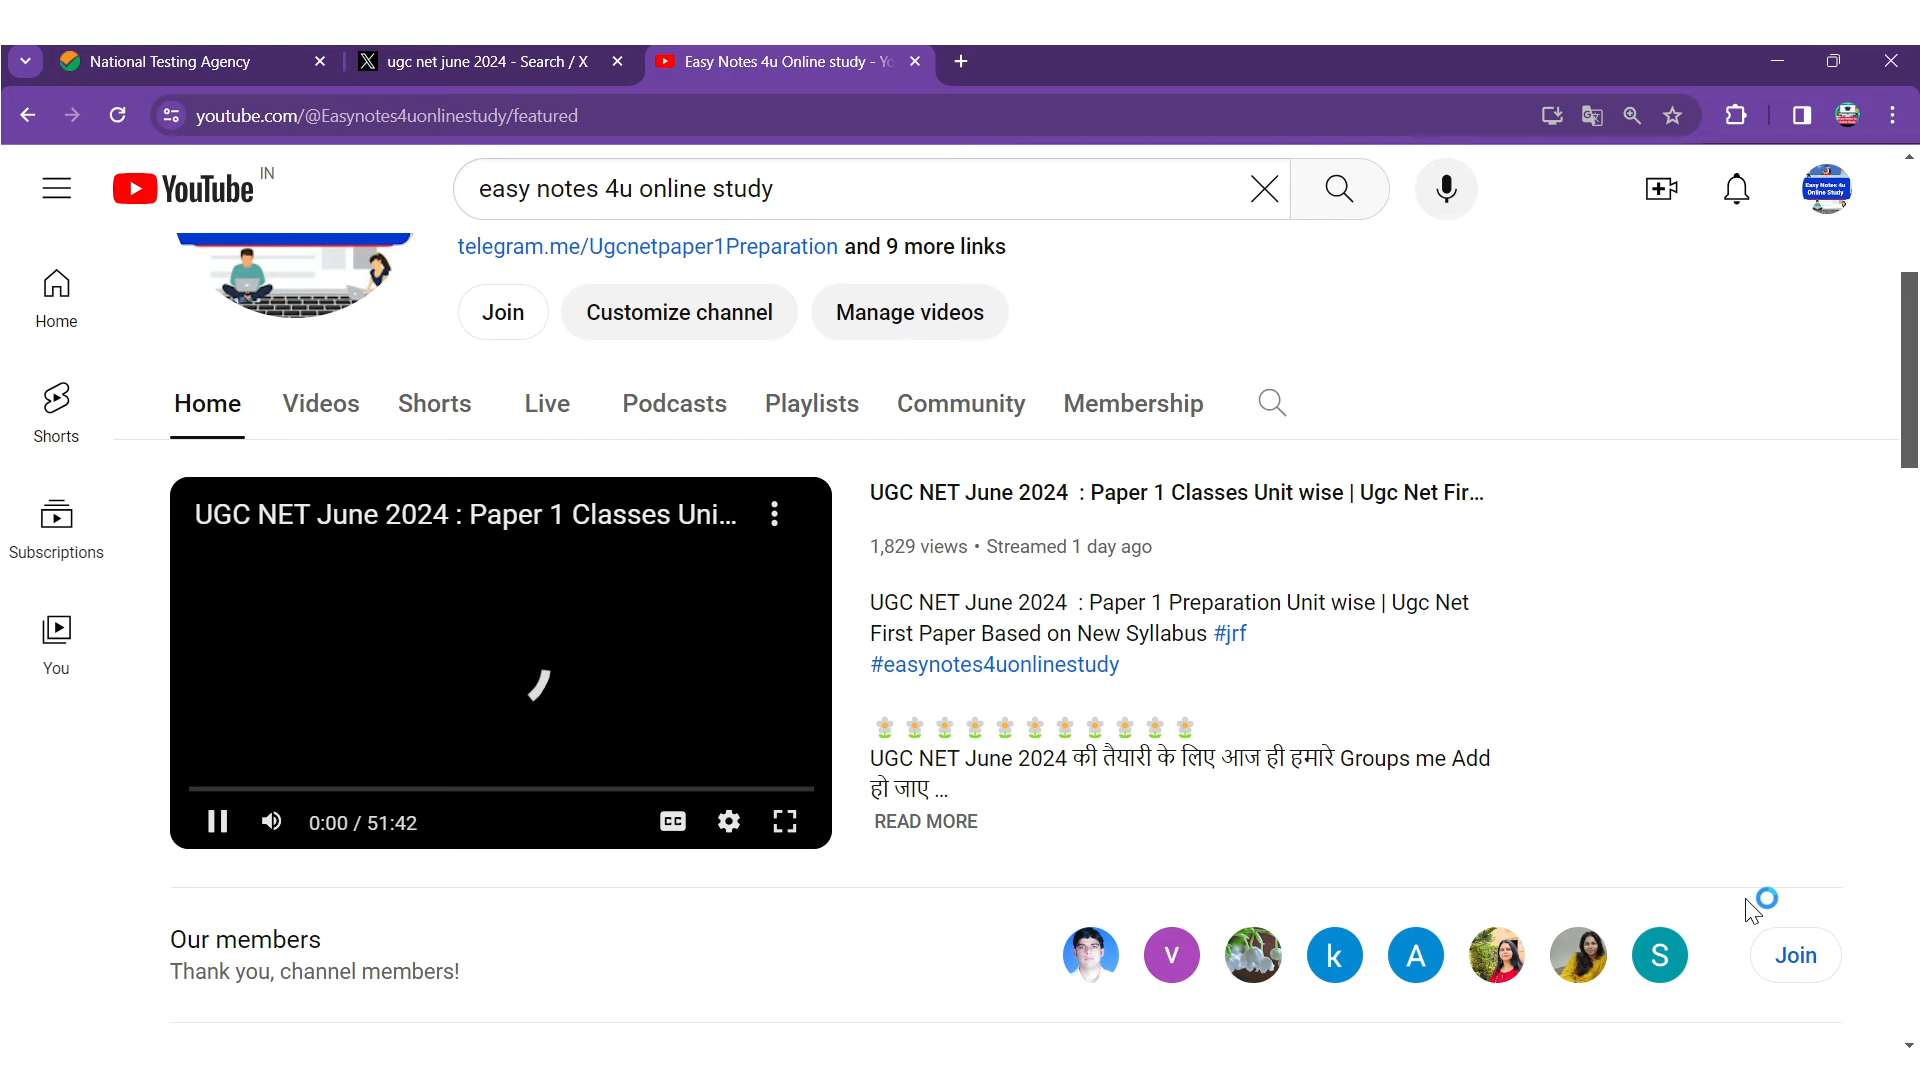 National Testing Agency
ugc net june 2024 - Search / X
Easy Notes 4u Online study - Yo
youtube.com/@Easynotes4uonlinestudy/featured
YouTube IN
easy notes 4u online study
Easy Notes 4u
Online Study
telegram.me/Ugcnetpaper1Preparation and 9 more links
Join
Customize channel
Manage videos
Home
Shorts
Subscriptions
You
Home
Videos
Shorts
Live
Podcasts
Playlists
Community
Membership
UGC NET June 2024 : Paper 1 Classes Uni...
0:00 / 51:42
CC
UGC NET June 2024 : Paper 1 Classes Unit wise | Ugc Net Fir...
1,829 views • Streamed 1 day ago
UGC NET June 2024 : Paper 1 Preparation Unit wise | Ugc Net
First Paper Based on New Syllabus #jrf
#easynotes4uonlinestudy
UGC NET June 2024 की तैयारी के लिए आज ही हमारे Groups me Add
हो जाए ...
READ MORE
Our members
Thank you, channel members!
V
k
A
S
Join